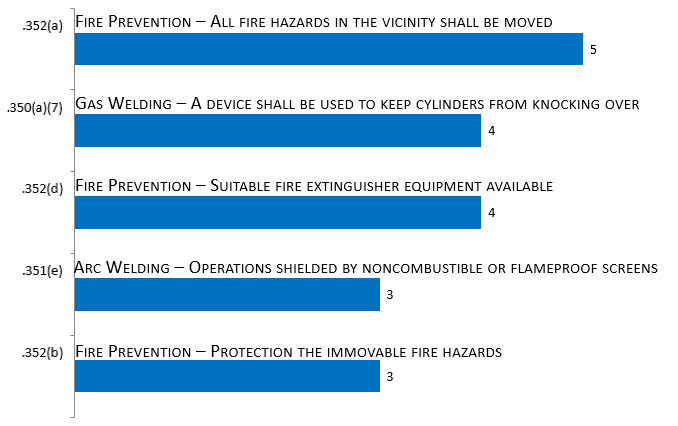 .352(a) Fire Prevention – All fire hazards in the vicinity shall be moved
5
.350(a)(7) Gas Welding – A device shall be used to keep cylinders from knocking over
4
.352(d) Fire Prevention – Suitable fire extinguisher equipment available
4
.351(e) Arc Welding – Operations shielded by noncombustible or flameproof screens
3
.352(b) Fire Prevention – Protection the immovable fire hazards
3